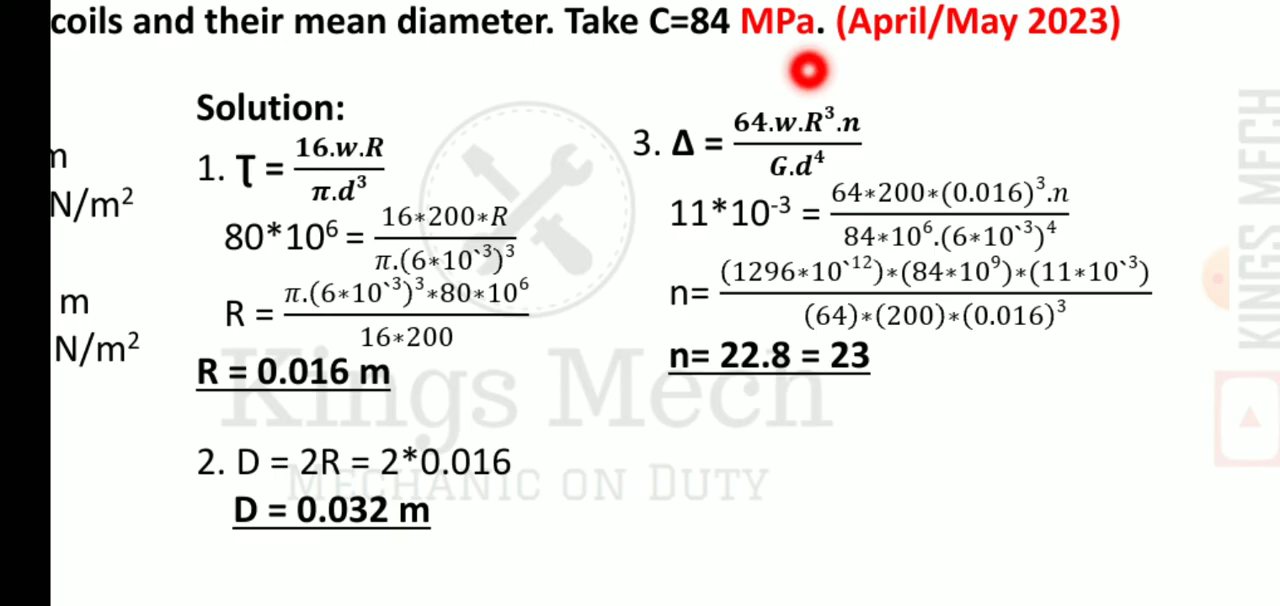 coils and their mean diameter. Take C=84 MPa. (April/May 2023)
m
N/m²
m
N/m²
Solution:
1. Ʈ = 16.w.R / π.d³
80*10⁶ = 16∗200∗R / π.(6∗10`³)³
R = π.(6∗10`³)³∗80∗10⁶ / 16∗200
R = 0.016 m
2. D = 2R = 2*0.016
D = 0.032 m
3. Δ = 64.w.R³.n / G.d⁴
11*10⁻³ = 64∗200∗(0.016)³.n / 84∗10⁶.(6∗10`³)⁴
n= (1296∗10`¹²)∗(84∗10⁹)∗(11∗10`³) / (64)∗(200)∗(0.016)³
n= 22.8 = 23
Kings Mech
MECHANIC ON DUTY
KINGS MECH